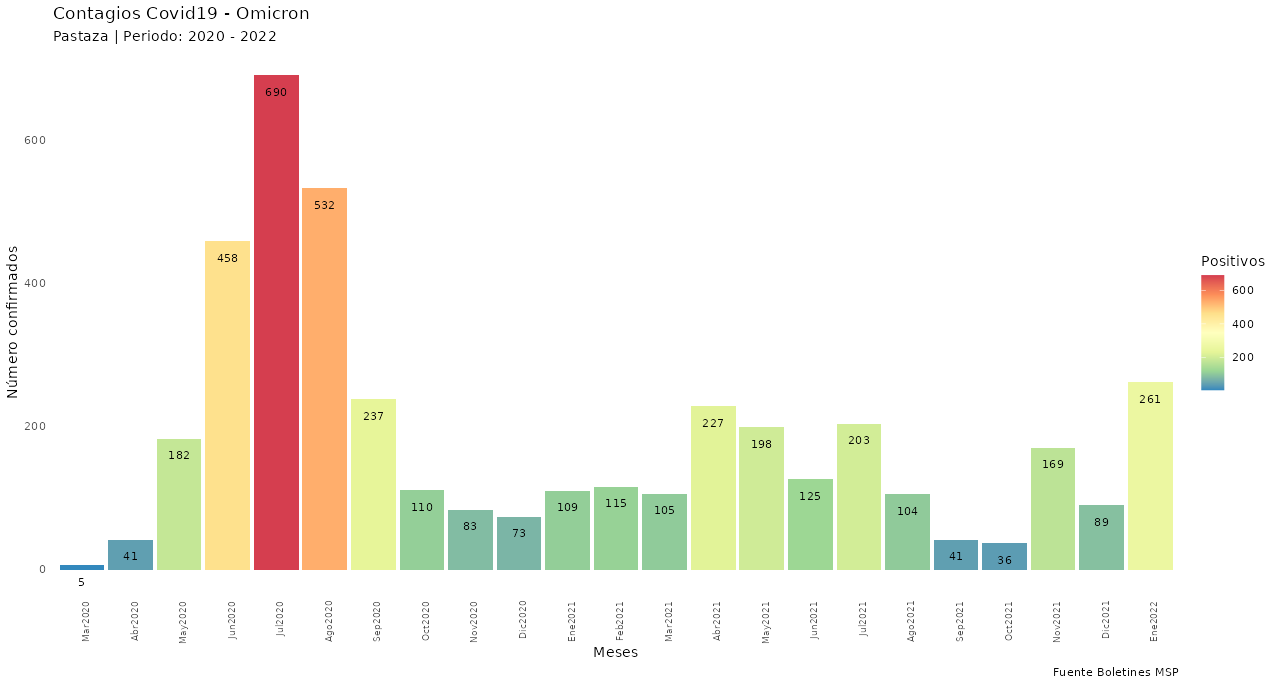 Contagios Covid19 - Omicron
Pastaza | Periodo: 2020 - 2022
Número confirmados
600
400
200
0
5
41
182
458
690
532
237
110
83
73
109
115
105
227
198
125
203
104
41
36
169
89
261
Mar2020
Abr2020
May2020
Jun2020
Jul2020
Ago2020
Sep2020
Oct2020
Nov2020
Dic2020
Ene2021
Feb2021
Mar2021
Abr2021
May2021
Jun2021
Jul2021
Ago2021
Sep2021
Oct2021
Nov2021
Dic2021
Ene2022
Meses
Positivos
600
400
200
Fuente Boletines MSP